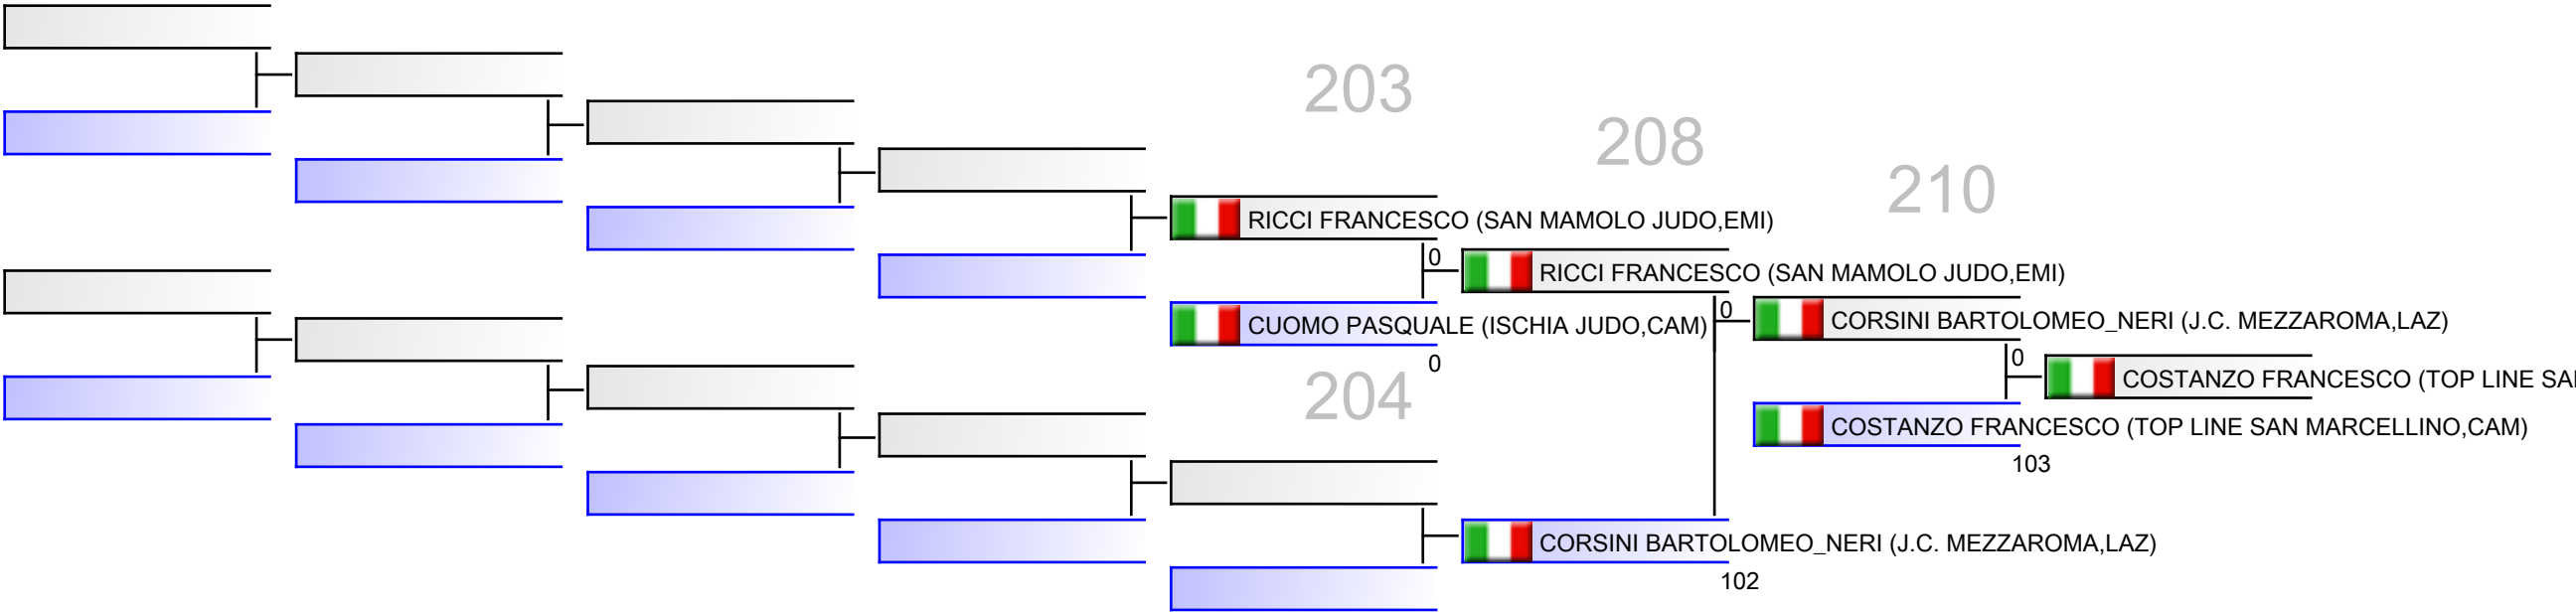 203
208
210
RICCI FRANCESCO (SAN MAMOLO JUDO,EMI)
0
RICCI FRANCESCO (SAN MAMOLO JUDO,EMI)
CUOMO PASQUALE (ISCHIA JUDO,CAM)
0
0
CORSINI BARTOLOMEO_NERI (J.C. MEZZAROMA,LAZ)
0
COSTANZO FRANCESCO (TOP LINE
204
COSTANZO FRANCESCO (TOP LINE SAN MARCELLINO,CAM)
103
CORSINI BARTOLOMEO_NERI (J.C. MEZZAROMA,LAZ)
102